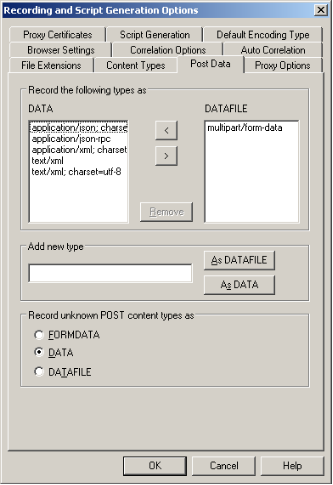 Recording and Script Generation Options
Proxy Certificates Script Generation Default Encoding Type
Browser Settings Correlation Options Auto Correlation
File Extensions Content Types Post Data Proxy Options
Record the following types as
DATA DATAFILE
application/json; charse < multipart/form-data
application/json-rpc
application/xml; charset >
text/xml
text/xml; charset=utf-8
Remove
Add new type
As DATAFILE
As DATA
Record unknown POST content types as
FORMDATA
DATA
DATAFILE
OK Cancel Help